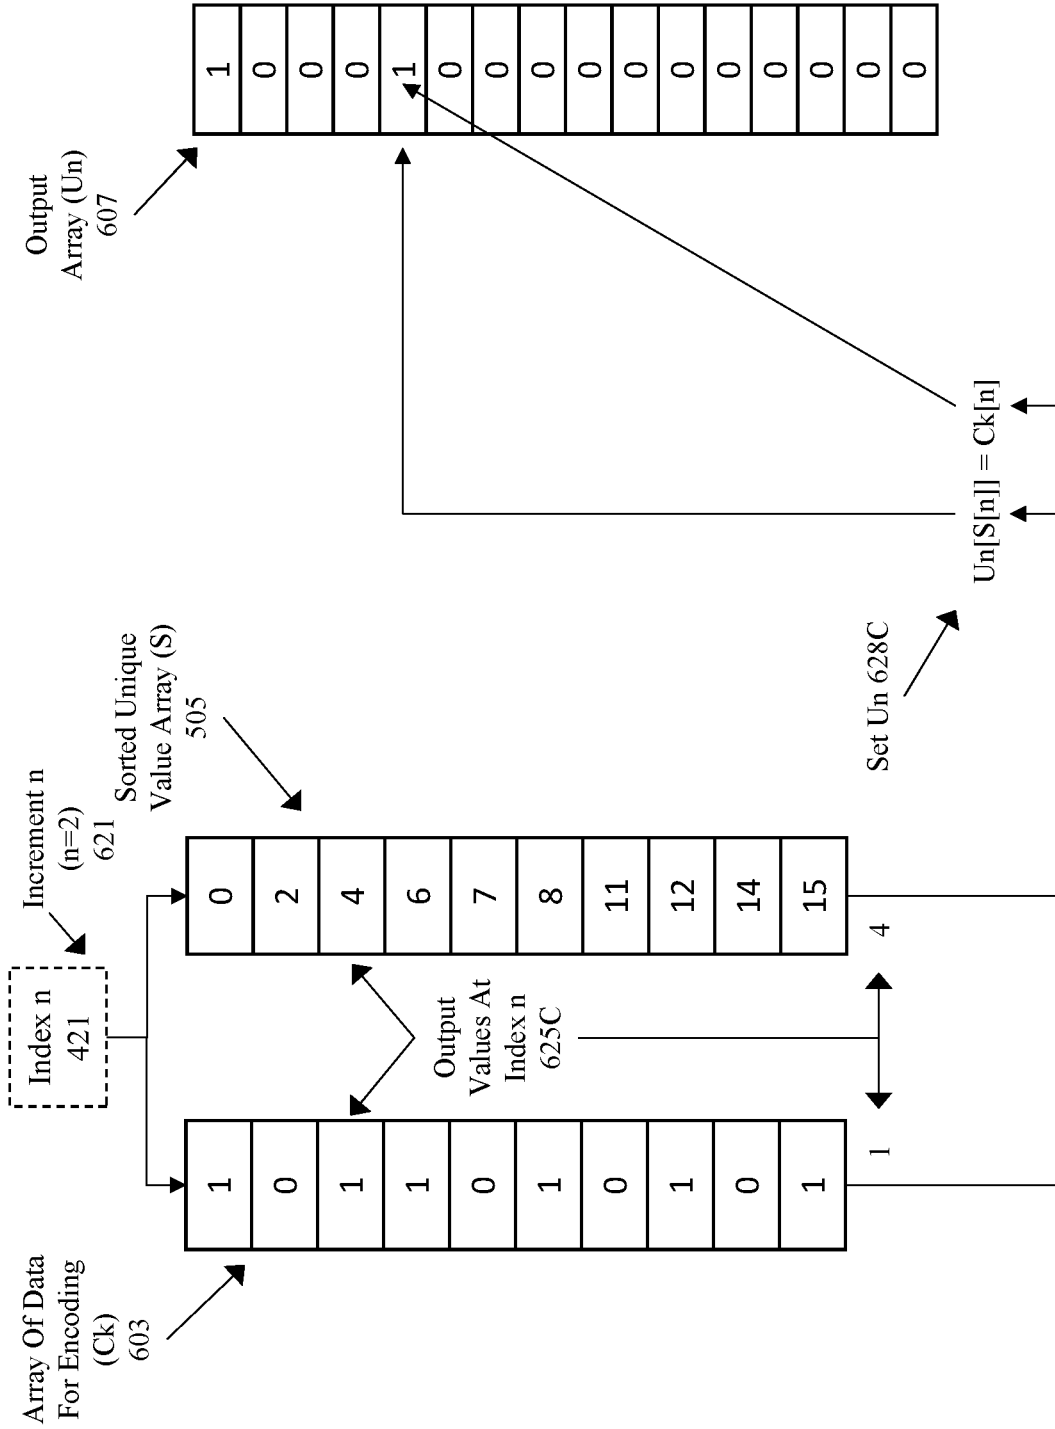 Array Of Data
For Encoding
(Ck)
603
Index n
421
Increment n
(n=2)
621
Sorted Unique
Value Array (S)
505
Output
Array (Un)
607
1
0
1
1
0
1
0
1
0
1
Output
Values At
Index n
625C
0
2
4
6
7
8
11
12
14
15
1
0
0
0
1
0
0
0
0
0
0
0
0
0
0
0
1
4
Set Un 628C
Un[S[n]] = Ck[n]